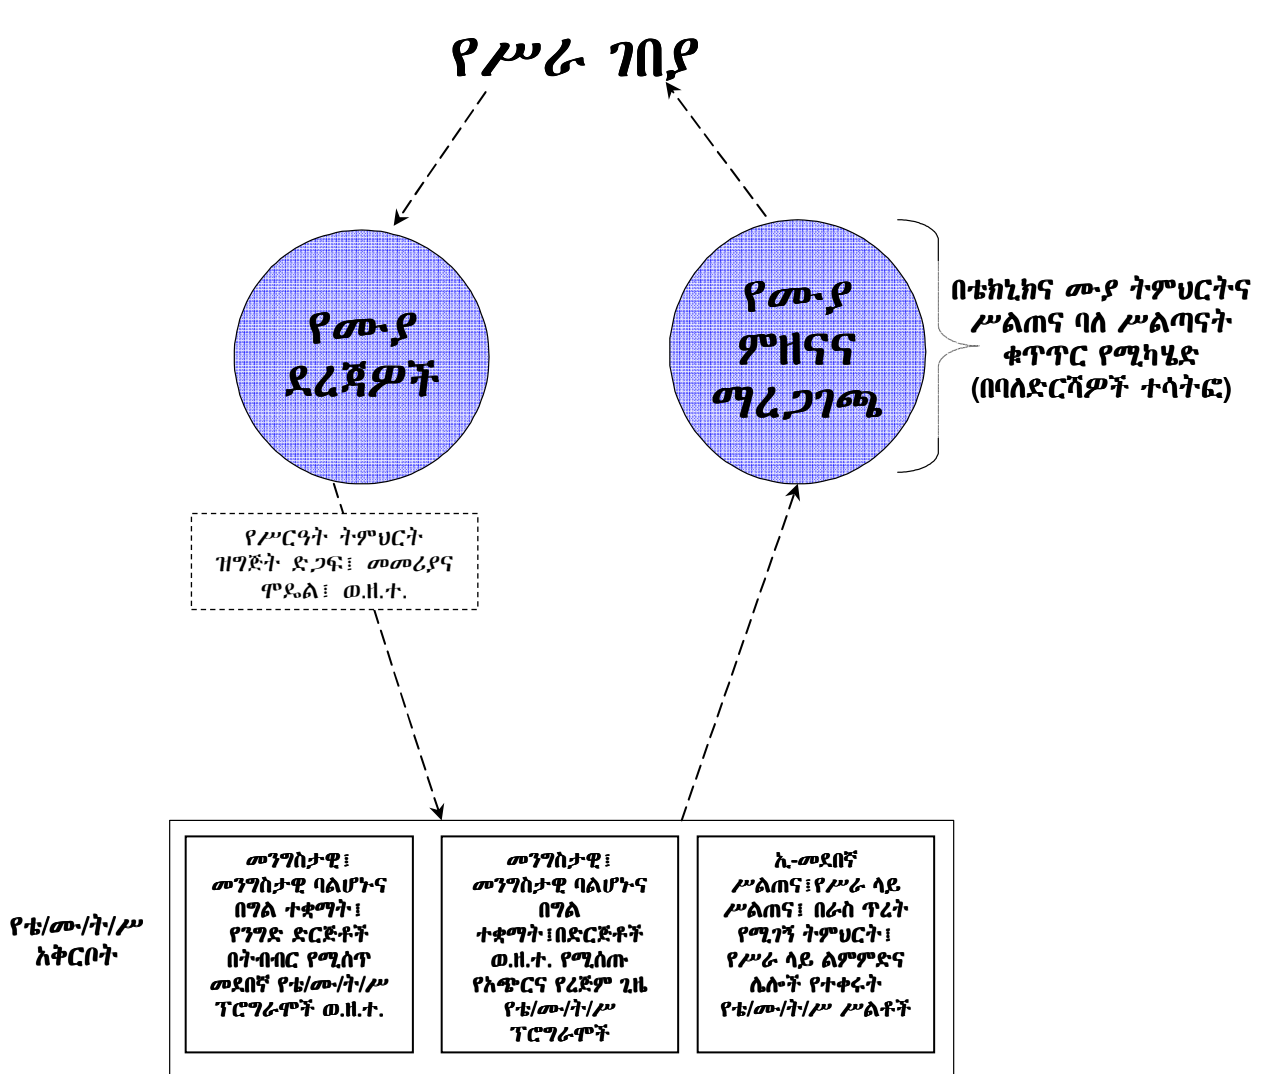 የሥራ ገበያ
የሙያ
ደረጃዎች
የሙያ
ምዘናና
ማረጋገጫ
በቴክኒክና ሙያ ትምህርትና
ሥልጠና ባለ ሥልጣናት
ቁጥጥር የሚካሄድ
(በባለድርሻዎች ተሳትፎ)
የሥርዓት ትምህርት
ዝግጅት ድጋፍ፤ መመሪያና
ሞዴል፤ ወ.ዘ.ተ.
የቴ/ሙ/ት/ሥ
አቅርቦት
መንግስታዊ፤
መንግስታዊ ባልሆኑና
በግል ተቋማት፤
የንግድ ድርጅቶች
በትብብር የሚሰጥ
መደበኛ የቴ/ሙ/ት/ሥ
ፕሮግራሞች ወ.ዘ.ተ.
መንግስታዊ፤
መንግስታዊ ባልሆኑና
በግል
ተቋማት፤በድርጅቶች
ወ.ዘ.ተ. የሚሰጡ
የአጭርና የረጅም ጊዜ
የቴ/ሙ/ት/ሥ
ፕሮግራሞች
ኢ-መደበኛ
ሥልጠና፤የሥራ ላይ
ሥልጠና፤ በራስ ጥረት
የሚገኝ ትምህርት፤
የሥራ ላይ ልምምድና
ሌሎች የተቀሩት
የቴ/ሙ/ት/ሥ ሥልቶች